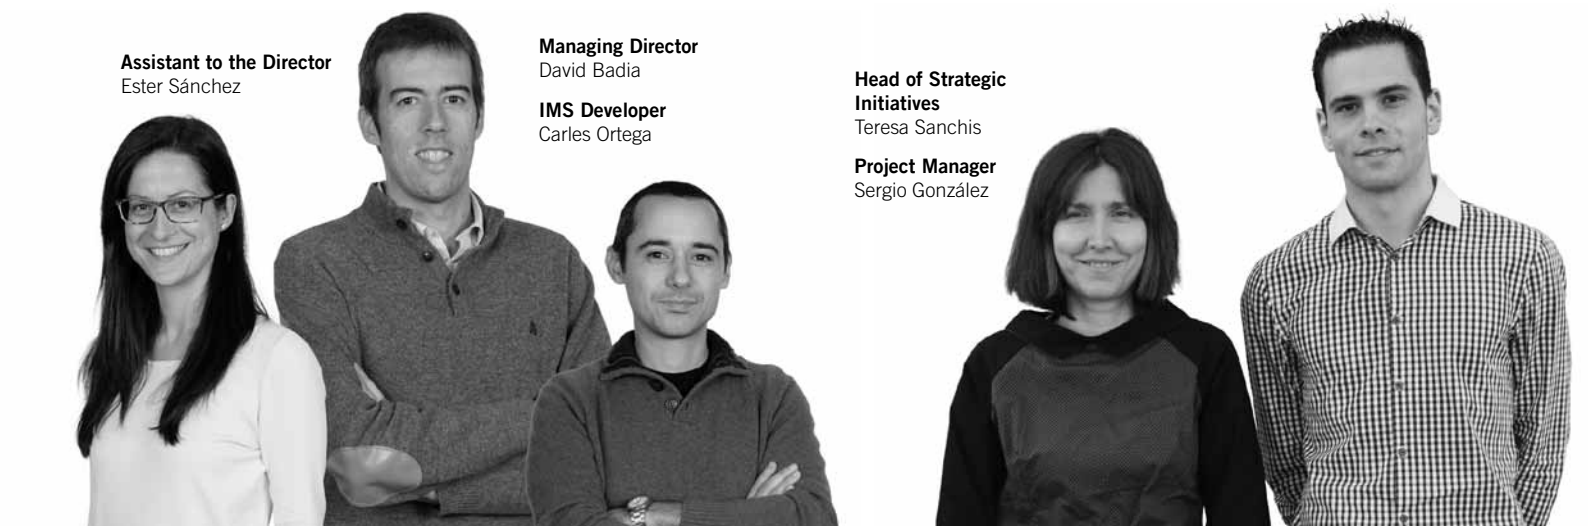 Assistant to the Director
Ester Sánchez
Managing Director
David Badia
IMS Developer
Carles Ortega
Head of Strategic
Initiatives
Teresa Sanchis
Project Manager
Sergio González